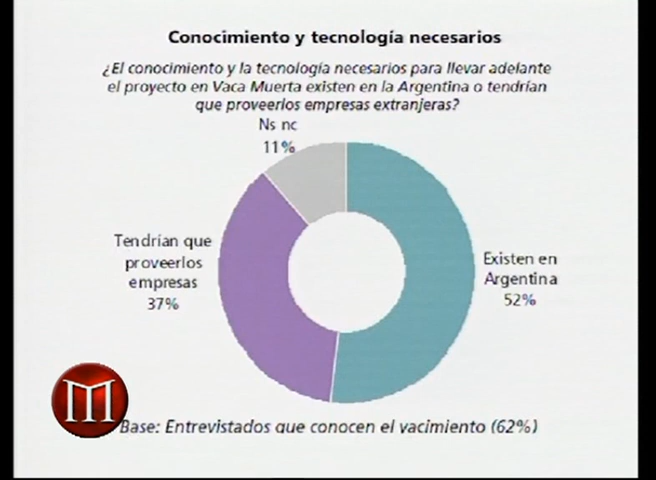 Conocimiento y tecnología necesarios
¿El conocimiento y la tecnología necesarios para llevar adelante
el proyecto en Vaca Muerta existen en la Argentina o tendrían
que proveerlos empresas extranjeras?
Ns nc
11%
Tendrían que
proveerlos
empresas
37%
Existen en
Argentina
52%
M
Base: Entrevistados que conocen el yacimiento (62%)